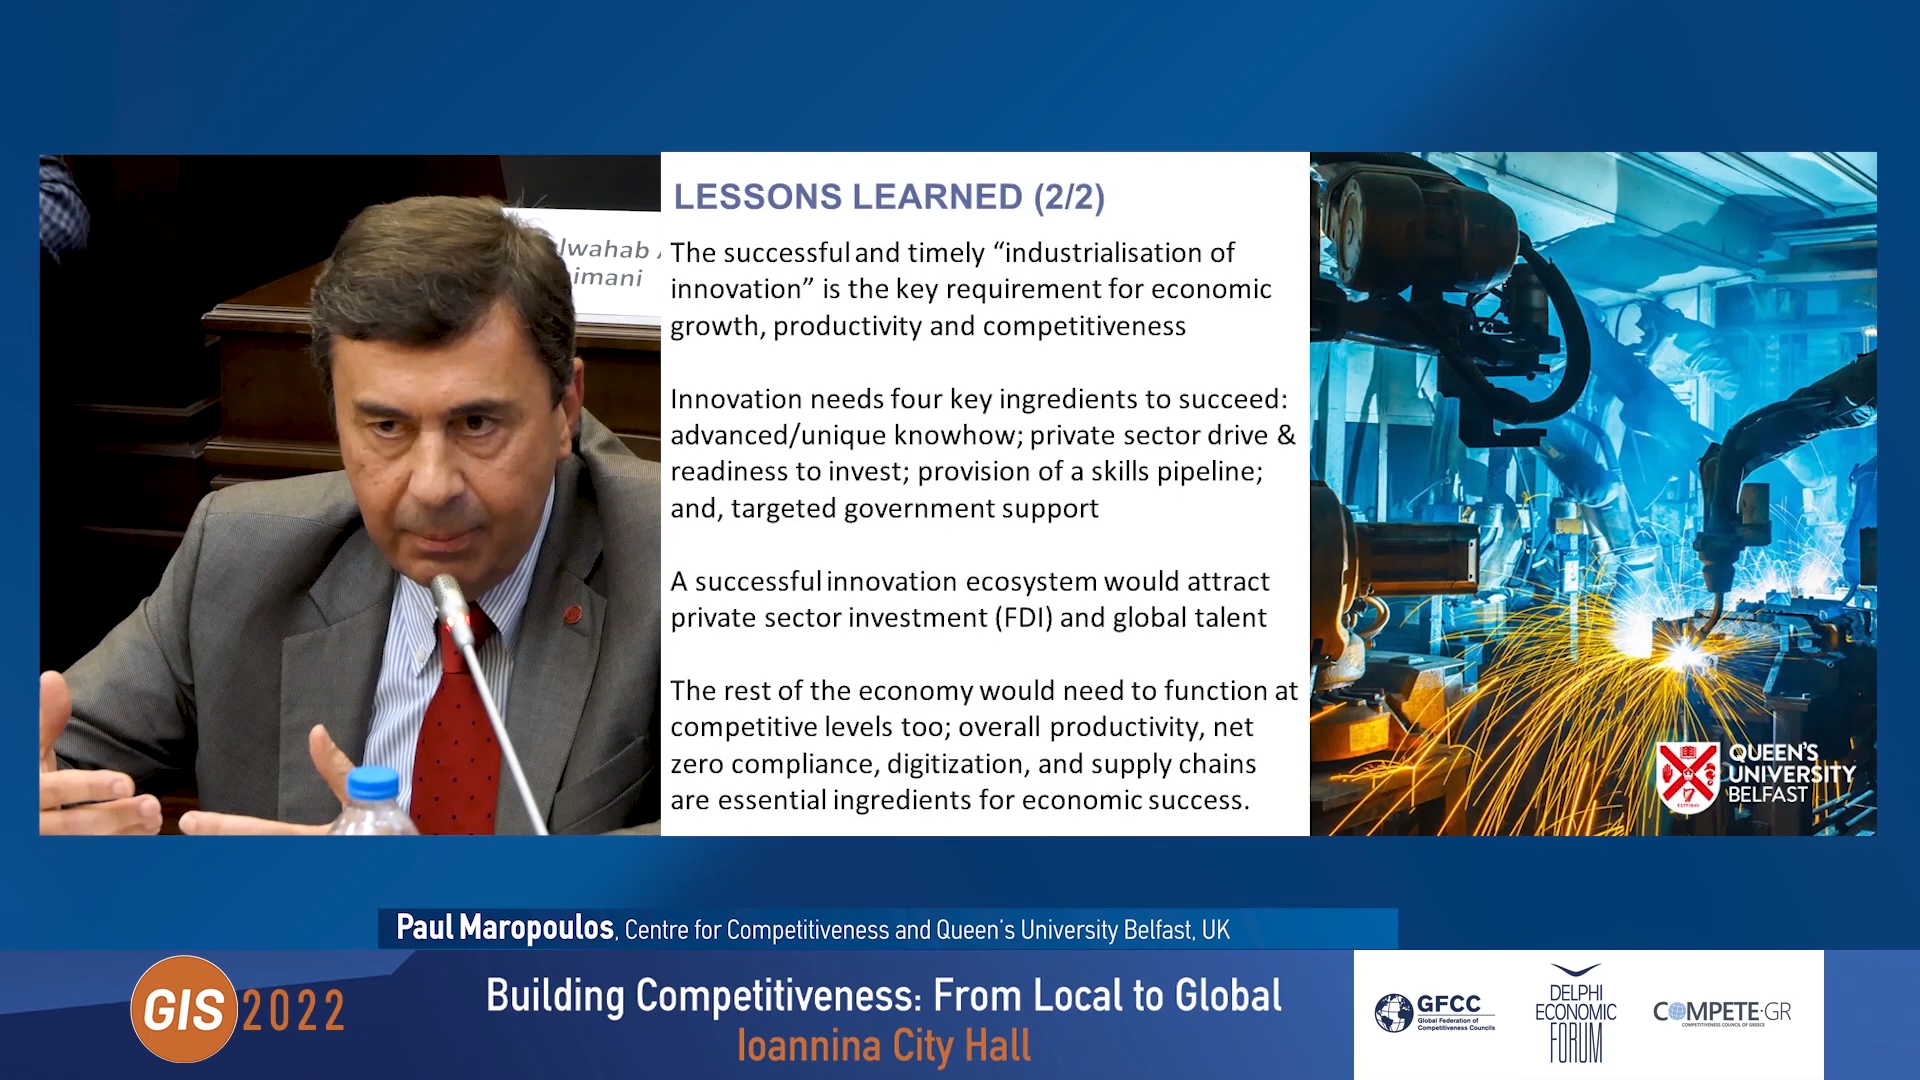 lwahab
imani
LESSONS LEARNED (2/2)
The successful and timely “industrialisation of
innovation” is the key requirement for economic
growth, productivity and competitiveness
Innovation needs four key ingredients to succeed:
advanced/unique knowhow; private sector drive &
readiness to invest; provision of a skills pipeline;
and, targeted government support
A successful innovation ecosystem would attract
private sector investment (FDI) and global talent
The rest of the economy would need to function at
competitive levels too; overall productivity, net
zero compliance, digitization, and supply chains
are essential ingredients for economic success.
QUEEN'S
UNIVERSITY
BELFAST
ESTD 1845
Paul Maropoulos, Centre for Competitiveness and Queen's University Belfast, UK
GIS 2022
Building Competitiveness: From Local to Global
Ioannina City Hall
GFCC
Global Federation of
Competitiveness Councils
DELPHI
ECONOMIC
FORUM
COMPETE·GR
COMPETITIVENESS COUNCIL OF GREECE